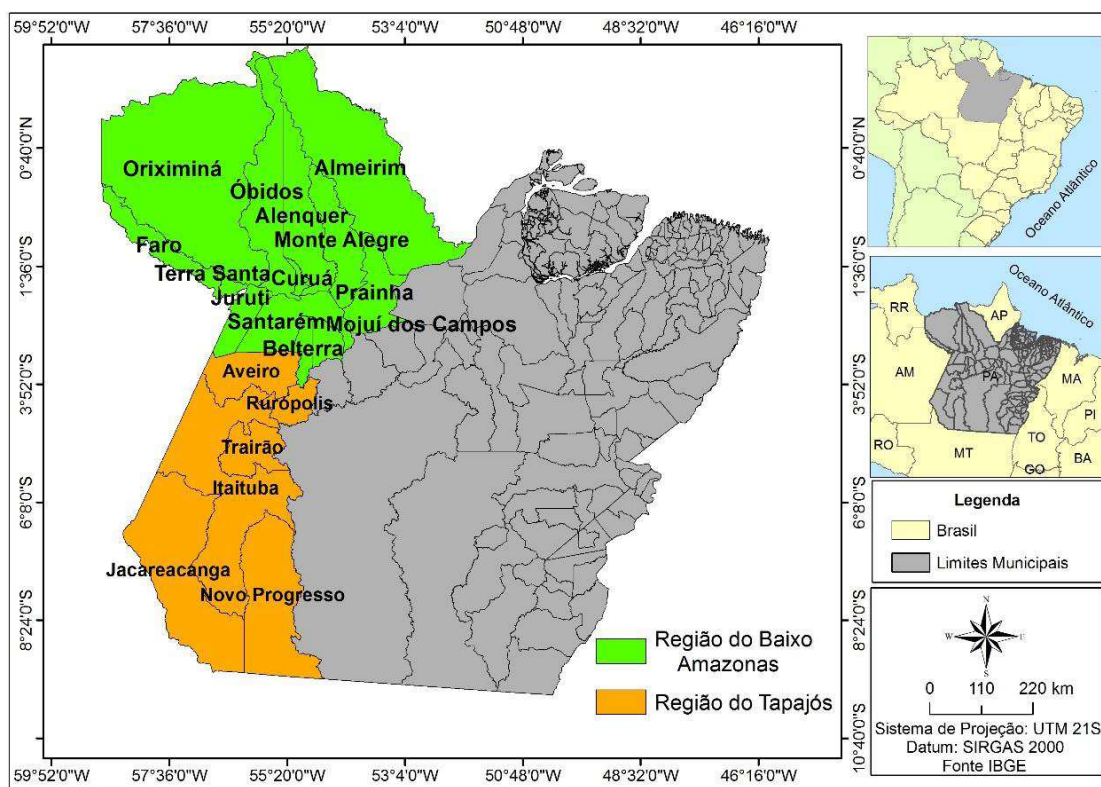 59°52'0"W 57°36'0"W 55°20'0"W 53°4'0"W 50°48'0"W 48°32'0"W 46°16'0"W
0°40'0"N
1°36'0"S
3°52'0"S
6°8'0"S
8°24'0"S
10°40'0"S
Oriximiná
Almeirim
Óbidos
Alenquer
Monte Alegre
Faro
Terra Santa
Curuá
Juruti
Prainha
Santarém
Mojuí dos Campos
Belterra
Aveiro
Rurópolis
Trairão
Itaituba
Jacareacanga
Novo Progresso
Região do Baixo
Amazonas
Região do Tapajós
0°40'0"N
1°36'0"S
3°52'0"S
6°8'0"S
8°24'0"S
10°40'0"S
59°52'0"W 57°36'0"W 55°20'0"W 53°4'0"W 50°48'0"W 48°32'0"W 46°16'0"W
Oceano Atlântico
Oceano Atlântico
RR
AP
AM
PA
MA
PI
RO
MT
TO
GO
BA
Legenda
Brasil
Limites Municipais
N
W
E
S
0 110 220 km
Sistema de Projeção: UTM 21S
Datum: SIRGAS 2000
Fonte IBGE